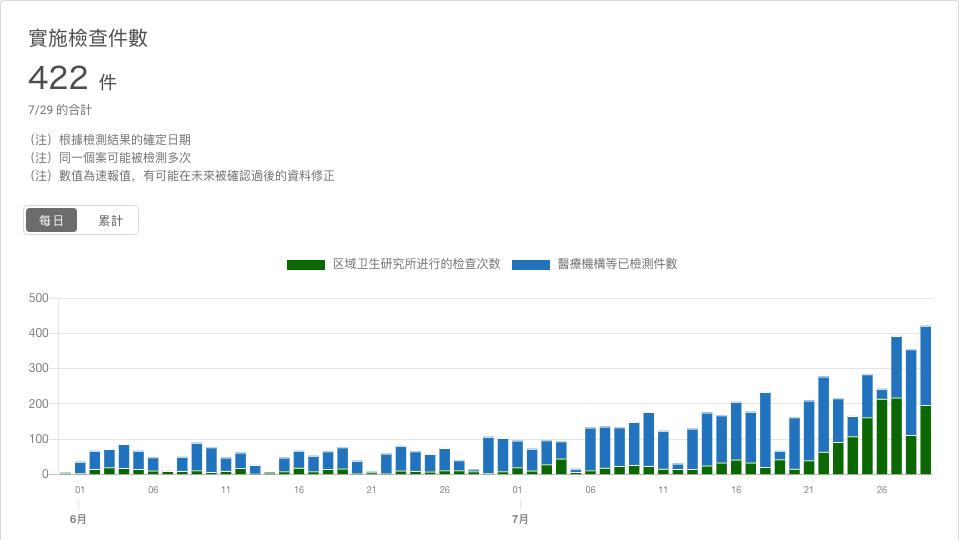 實施檢查件數
422 件
7/29 的合計
（注）根據檢測結果的確定日期
（注）同一個案可能被檢測多次
（注）數值為速報值，有可能在未來被確認過後的資料修正
每日 累計
区域卫生研究所进行的检查次数 醫療機構等已檢測件數
500
400
300
200
100
0
01 06 11 16 21 26 01 06 11 16 21 26
6月 7月